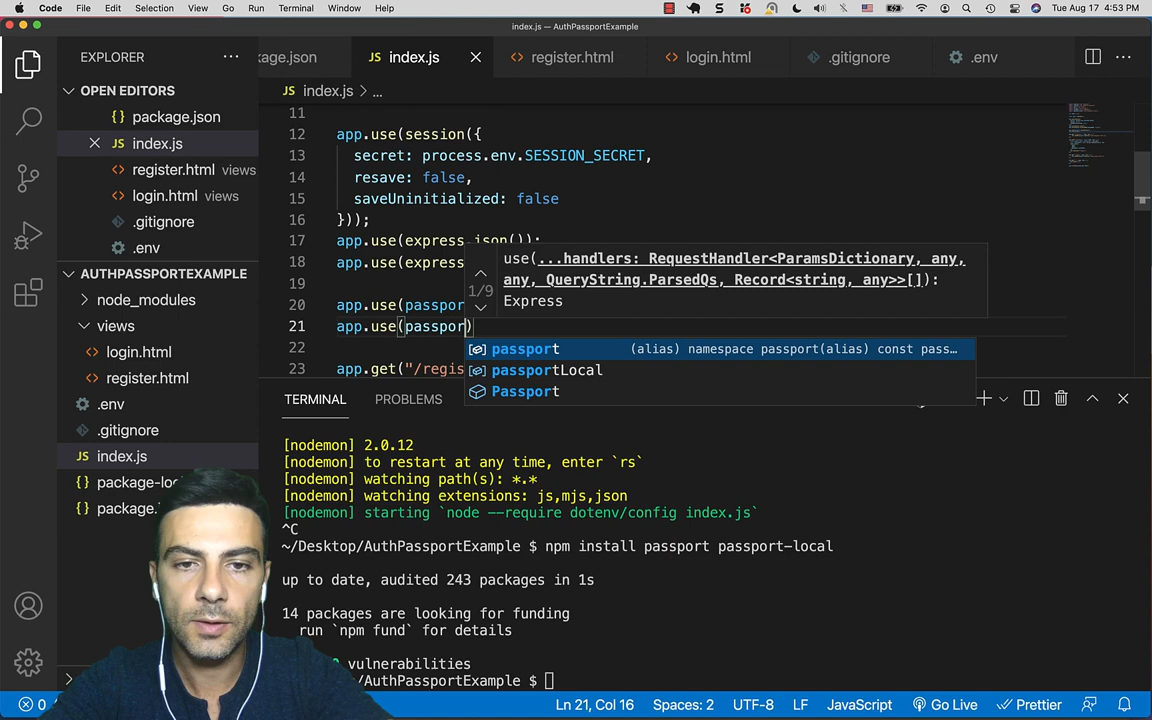 Code File Edit Selection View Go Run Terminal Window Help Tue Aug 17 4:53 PM
index.js — AuthPassportExample
EXPLORER
kage.json index.js register.html login.html .gitignore .env
OPEN EDITORS
package.json
index.js
register.html views
login.html views
.gitignore
.env
AUTHPASSPORTEXAMPLE
node_modules
views
login.html
register.html
.env
.gitignore
JS index.js
package-lo
package.
JS index.js > ...
11
12 app.use(session({
13 secret: process.env.SESSION_SECRET,
14 resave: false,
15 saveUninitialized: false
16 }));
17 app.use(express.json());
18 app.use(express
19
20 app.use(passpor
21 app.use(passpor)
22
23 app.get("/regis
use(...handlers: RequestHandler<ParamsDictionary, any,
1/9 any, QueryString.ParsedQs, Record<string, any>>[]):
Express
passport (alias) namespace passport(alias) const pass…
passportLocal
Passport
TERMINAL PROBLEMS
[nodemon] 2.0.12
[nodemon] to restart at any time, enter `rs`
[nodemon] watching path(s): *.*
[nodemon] watching extensions: js,mjs,json
[nodemon] starting `node --require dotenv/config index.js`
^C
~/Desktop/AuthPassportExample $ npm install passport passport-local
up to date, audited 243 packages in 1s
14 packages are looking for funding
run `npm fund` for details
vulnerabilities
/AuthPassportExample $
0 Ln 21, Col 16 Spaces: 2 UTF-8 LF JavaScript Go Live Prettier